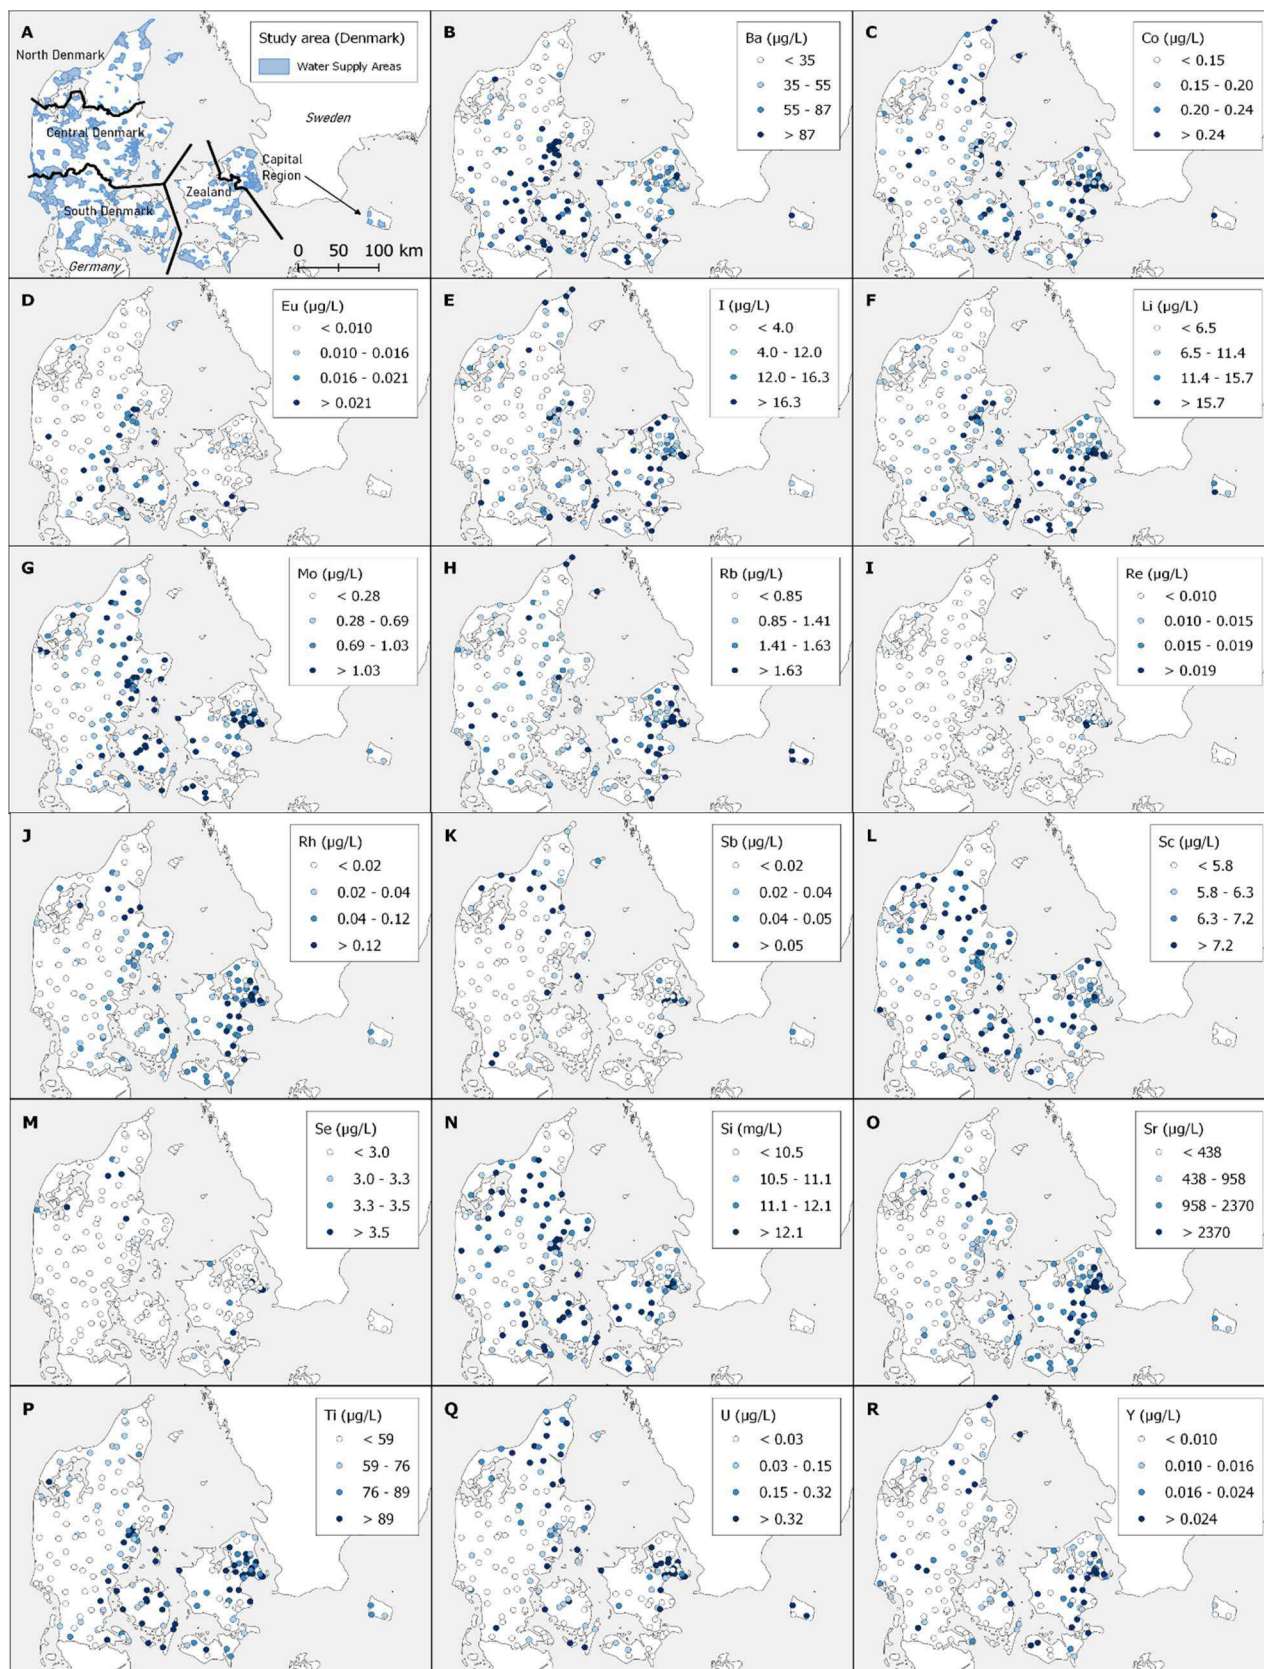 A
Study area (Denmark)
Water Supply Areas
North Denmark
Sweden
Central Denmark
Capital
Region
Zealand
South Denmark
Germany
0 50 100 km
B
Ba (µg/L)
< 35
35 - 55
55 - 87
> 87
C
Co (µg/L)
< 0.15
0.15 - 0.20
0.20 - 0.24
> 0.24
D
Eu (µg/L)
< 0.010
0.010 - 0.016
0.016 - 0.021
> 0.021
E
I (µg/L)
< 4.0
4.0 - 12.0
12.0 - 16.3
> 16.3
F
Li (µg/L)
< 6.5
6.5 - 11.4
11.4 - 15.7
> 15.7
G
Mo (µg/L)
< 0.28
0.28 - 0.69
0.69 - 1.03
> 1.03
H
Rb (µg/L)
< 0.85
0.85 - 1.41
1.41 - 1.63
> 1.63
I
Re (µg/L)
< 0.010
0.010 - 0.015
0.015 - 0.019
> 0.019
J
Rh (µg/L)
< 0.02
0.02 - 0.04
0.04 - 0.12
> 0.12
K
Sb (µg/L)
< 0.02
0.02 - 0.04
0.04 - 0.05
> 0.05
L
Sc (µg/L)
< 5.8
5.8 - 6.3
6.3 - 7.2
> 7.2
M
Se (µg/L)
< 3.0
3.0 - 3.3
3.3 - 3.5
> 3.5
N
Si (mg/L)
< 10.5
10.5 - 11.1
11.1 - 12.1
> 12.1
O
Sr (µg/L)
< 438
438 - 958
958 - 2370
> 2370
P
Ti (µg/L)
< 59
59 - 76
76 - 89
> 89
Q
U (µg/L)
< 0.03
0.03 - 0.15
0.15 - 0.32
> 0.32
R
Y (µg/L)
< 0.010
0.010 - 0.016
0.016 - 0.024
> 0.024